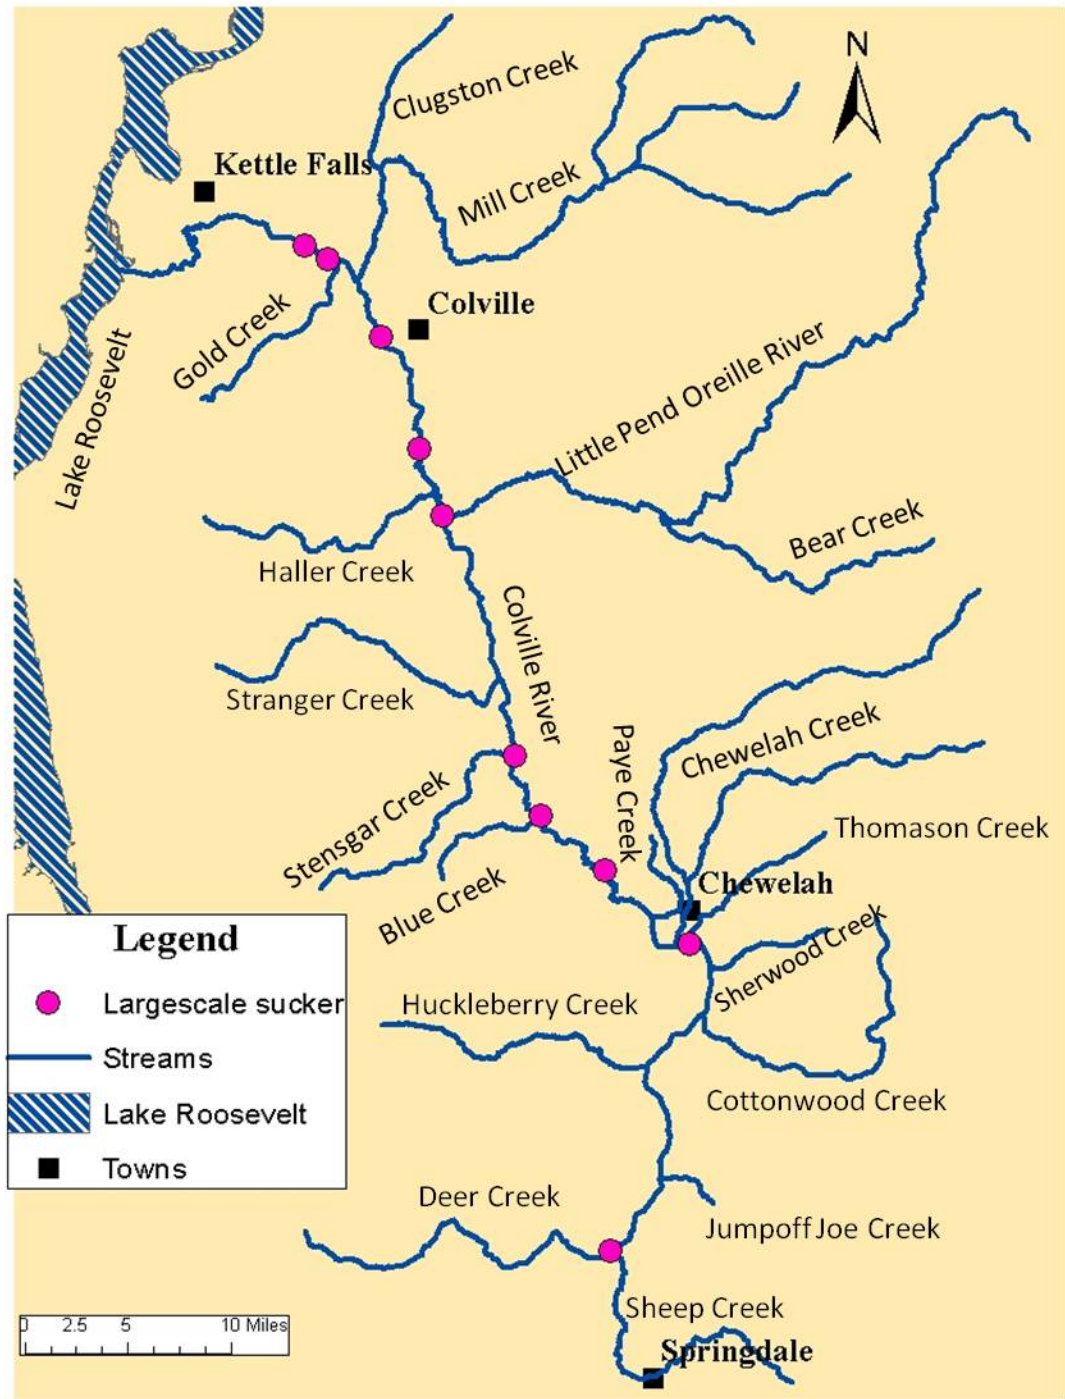 Clugston Creek
N
Kettle Falls
Mill Creek
Colville
Gold Creek
Lake Roosevelt
Little Pend Oreille River
Bear Creek
Haller Creek
Colville River
Stranger Creek
Paye Creek
Chewelah Creek
Stensgar Creek
Thomason Creek
Blue Creek
Chewelah
Sherwood Creek
Legend
Largescale sucker
Streams
Lake Roosevelt
Towns
Huckleberry Creek
Cottonwood Creek
Deer Creek
Jumpoff Joe Creek
Sheep Creek
Springdale
0 2.5 5 10 Miles